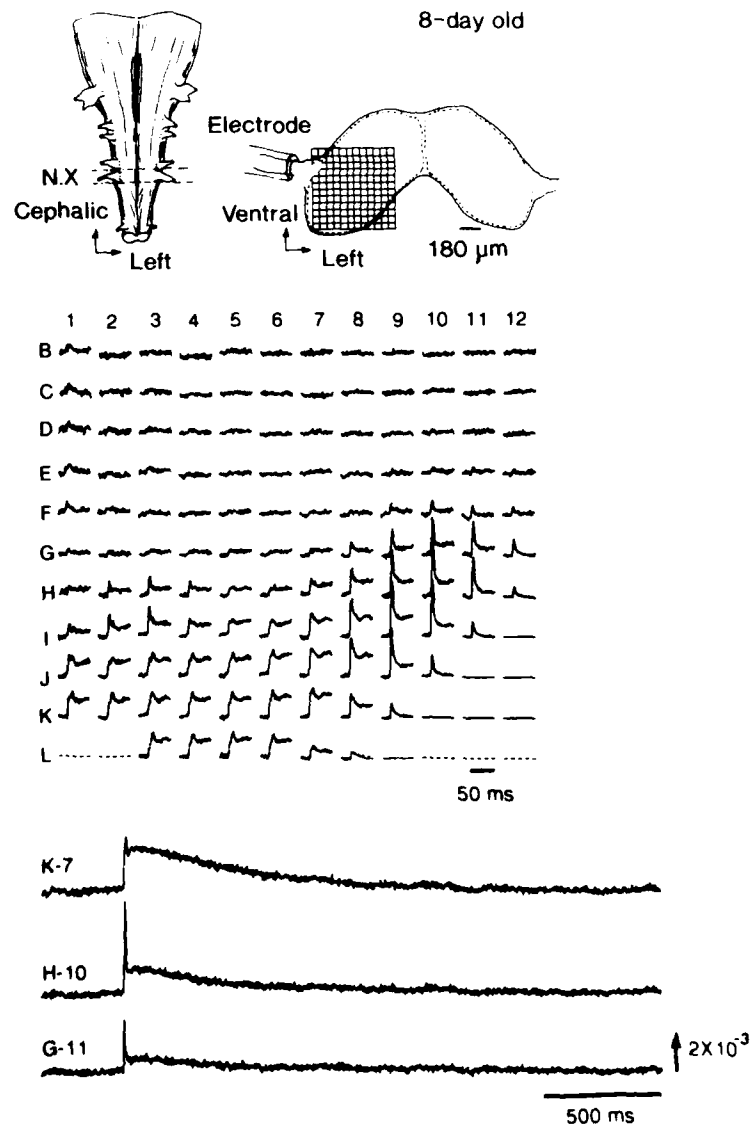 8-day old
Electrode
N.X
Cephalic
Left
Ventral
Left
180 µm
1 2 3 4 5 6 7 8 9 10 11 12
B
C
D
E
F
G
H
I
J
K
L
50 ms
K-7
H-10
G-11
2X10⁻³
500 ms